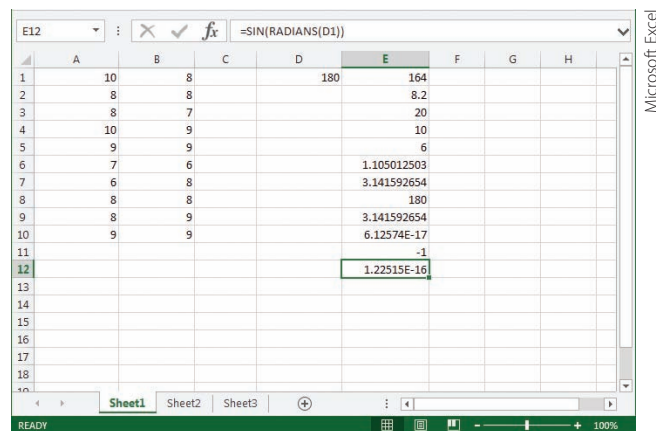 E12 fx =SIN(RADIANS(D1))
A B C D E F G H
1 10 8 180 164
2 8 8 8.2
3 8 7 20
4 10 9 10
5 9 9 6
6 7 6 1.105012503
7 6 8 3.141592654
8 8 8 180
9 8 9 3.141592654
10 9 9 6.12574E-17
11 -1
12 1.22515E-16
13
14
15
16
17
18
Sheet1 Sheet2 Sheet3
READY 100%
Microsoft Excel